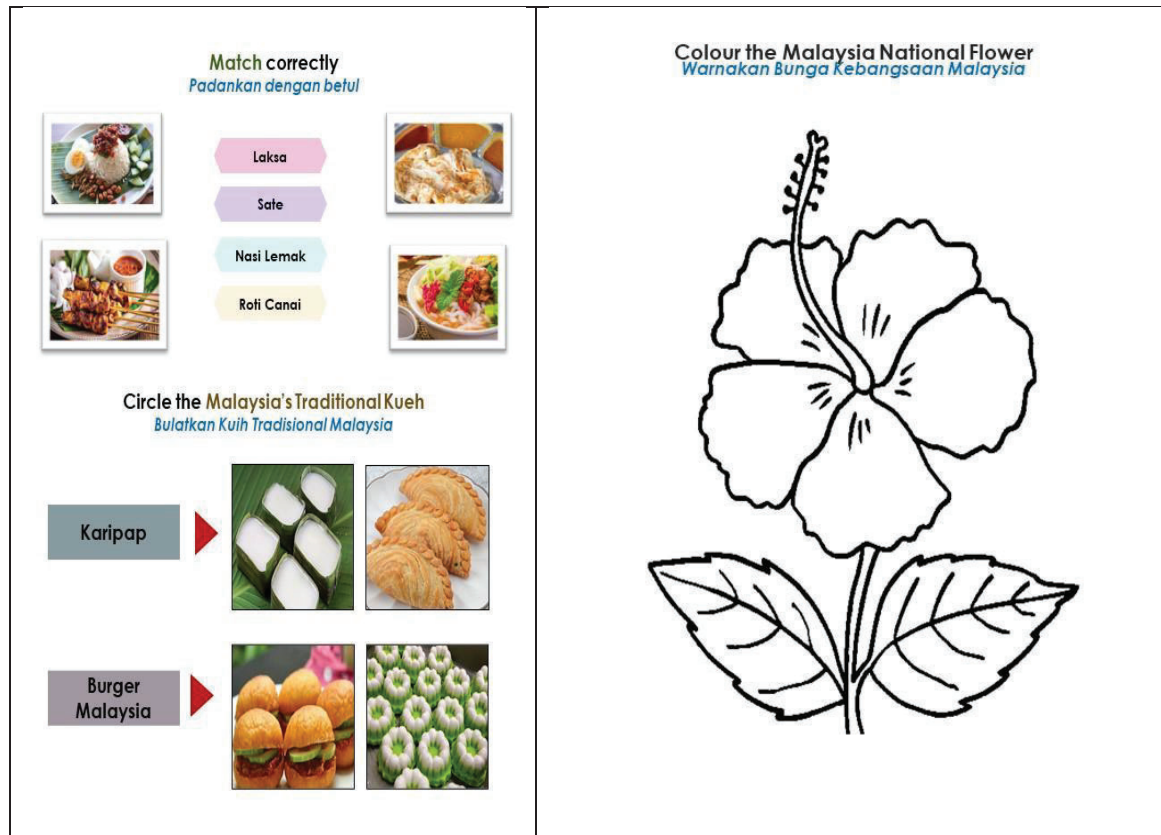 Match correctly
Padankan dengan betul
Laksa
Sate
Nasi Lemak
Roti Canai
Circle the Malaysia's Traditional Kueh
Bulatkan Kuih Tradisional Malaysia
Karipap
Burger
Malaysia
Colour the Malaysia National Flower
Warnakan Bunga Kebangsaan Malaysia